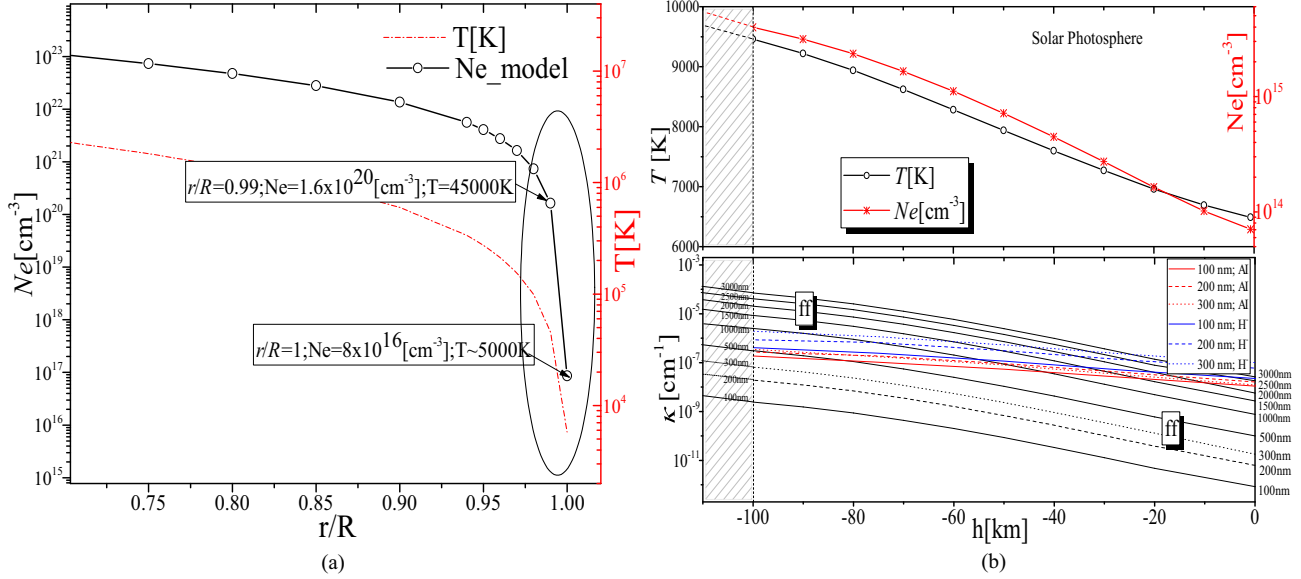 T[K]
Ne_model
10^23
10^22
10^21
10^20
10^19
10^18
10^17
10^16
10^15
Ne[cm^-3]
r/R=0.99;Ne=1.6x10^20[cm^-3];T=45000K
r/R=1;Ne=8x10^16[cm^-3];T~5000K
10^7
10^6
10^5
10^4
T[K]
0.75 0.80 0.85 0.90 0.95 1.00
r/R
(a)
Solar Photosphere
10000
9000
8000
7000
6000
T [K]
T[K]
Ne[cm^-3]
10^15
10^14
Ne[cm^-3]
10^-3
10^-5
10^-7
10^-9
10^-11
κ [cm^-1]
3000nm
2500nm
2000nm
1500nm
1000nm
500nm
300nm
200nm
100nm
ff
ff
100 nm; Al
200 nm; Al
300 nm; Al
100 nm; H^-
200 nm; H^-
300 nm; H^-
3000nm
2500nm
2000nm
1500nm
1000nm
500nm
300nm
200nm
100nm
-100 -80 -60 -40 -20 0
h[km]
(b)